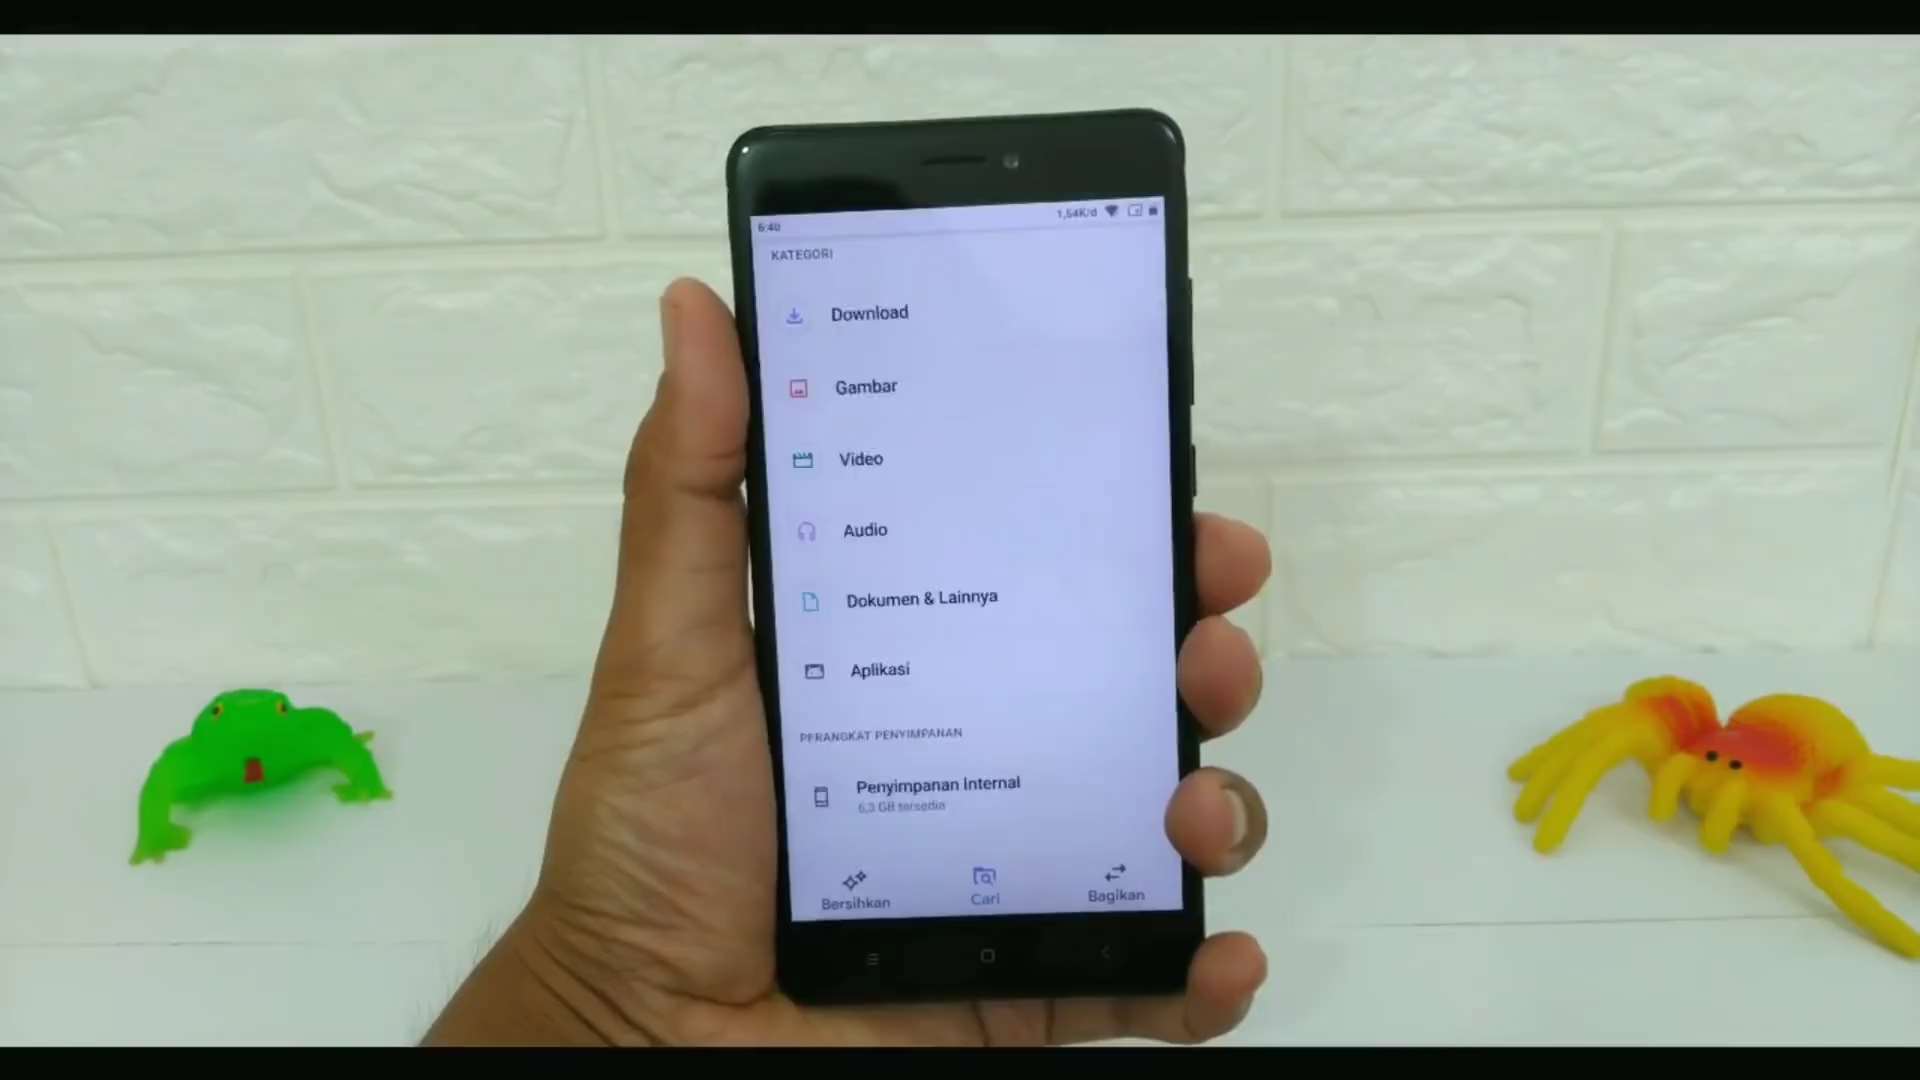 6:40
1,54K/d
KATEGORI
Download
Gambar
Video
Audio
Dokumen & Lainnya
Aplikasi
PERANGKAT PENYIMPANAN
Penyimpanan Internal
6,3 GB tersedia
Bersihkan
Cari
Bagikan